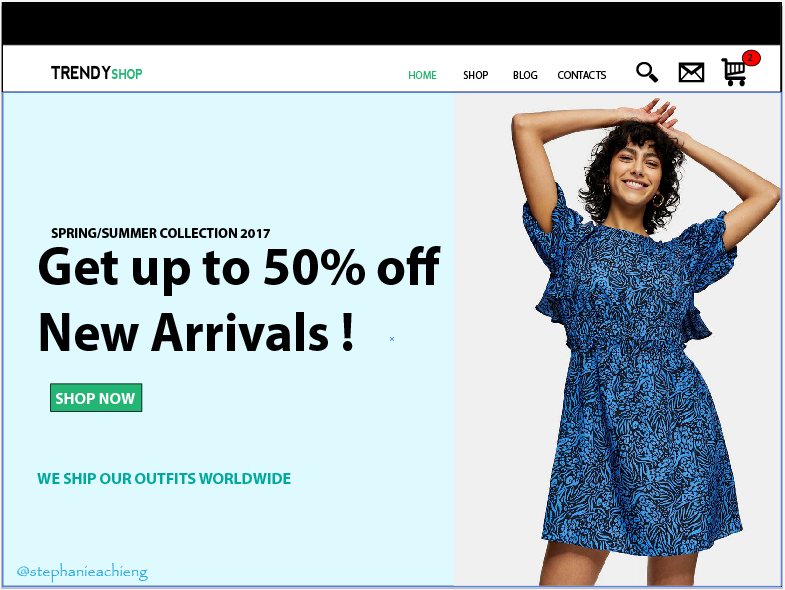 TRENDYSHOP
HOME SHOP BLOG CONTACTS
2
SPRING/SUMMER COLLECTION 2017
Get up to 50% off
New Arrivals !
SHOP NOW
WE SHIP OUR OUTFITS WORLDWIDE
@stephanieachieng